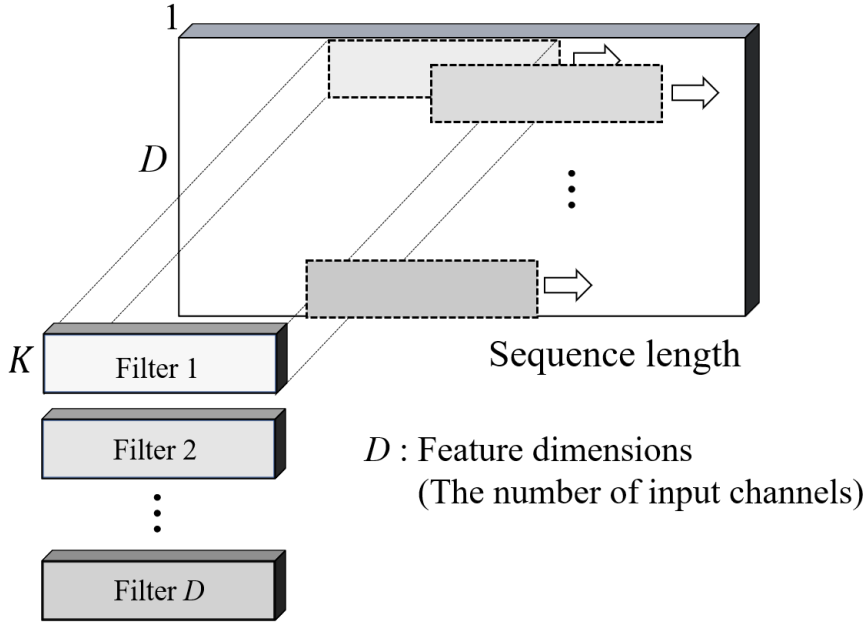 1
D
Sequence length
K
Filter 1
Filter 2
Filter D
D : Feature dimensions
(The number of input channels)